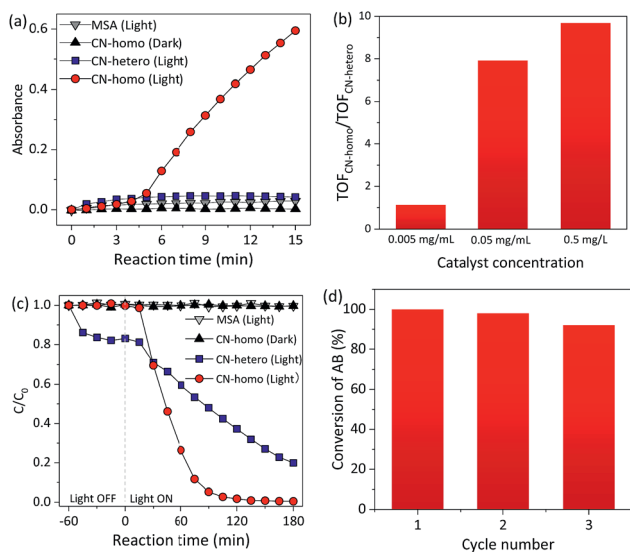 (a)
MSA (Light)
CN-homo (Dark)
CN-hetero (Light)
CN-homo (Light)
Absorbance
0.6
0.4
0.2
0.0
0 3 6 9 12 15
Reaction time (min)
(b)
TOF_CN-homo/TOF_CN-hetero
10
8
6
4
2
0
0.005 mg/mL 0.05 mg/mL 0.5 mg/L
Catalyst concentration
(c)
MSA (Light)
CN-homo (Dark)
CN-hetero (Light)
CN-homo (Light)
C/C0
1.0
0.8
0.6
0.4
0.2
0.0
Light OFF Light ON
-60 0 60 120 180
Reaction time (min)
(d)
Conversion of AB (%)
100
80
60
40
20
0
1 2 3
Cycle number